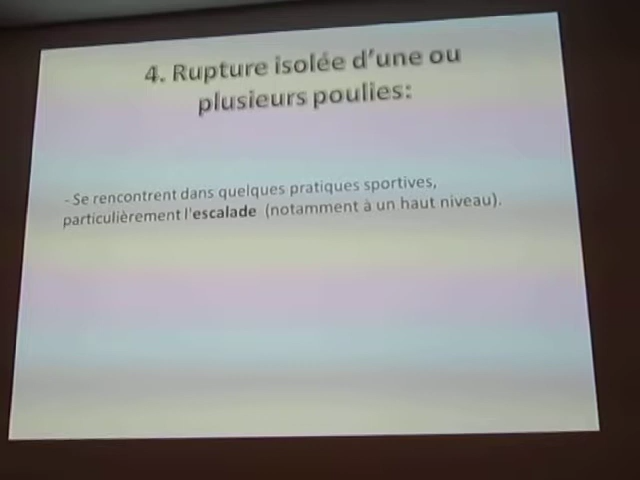 4. Rupture isolée d'une ou
plusieurs poulies:
- Se rencontrent dans quelques pratiques sportives,
particulièrement l'escalade (notamment à un haut niveau).